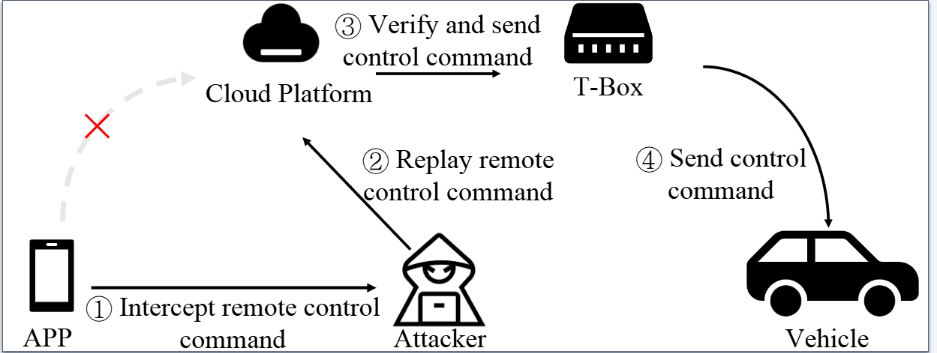 ③ Verify and send
control command
Cloud Platform
T-Box
② Replay remote
control command
④ Send control
command
① Intercept remote control
command
APP
Attacker
Vehicle